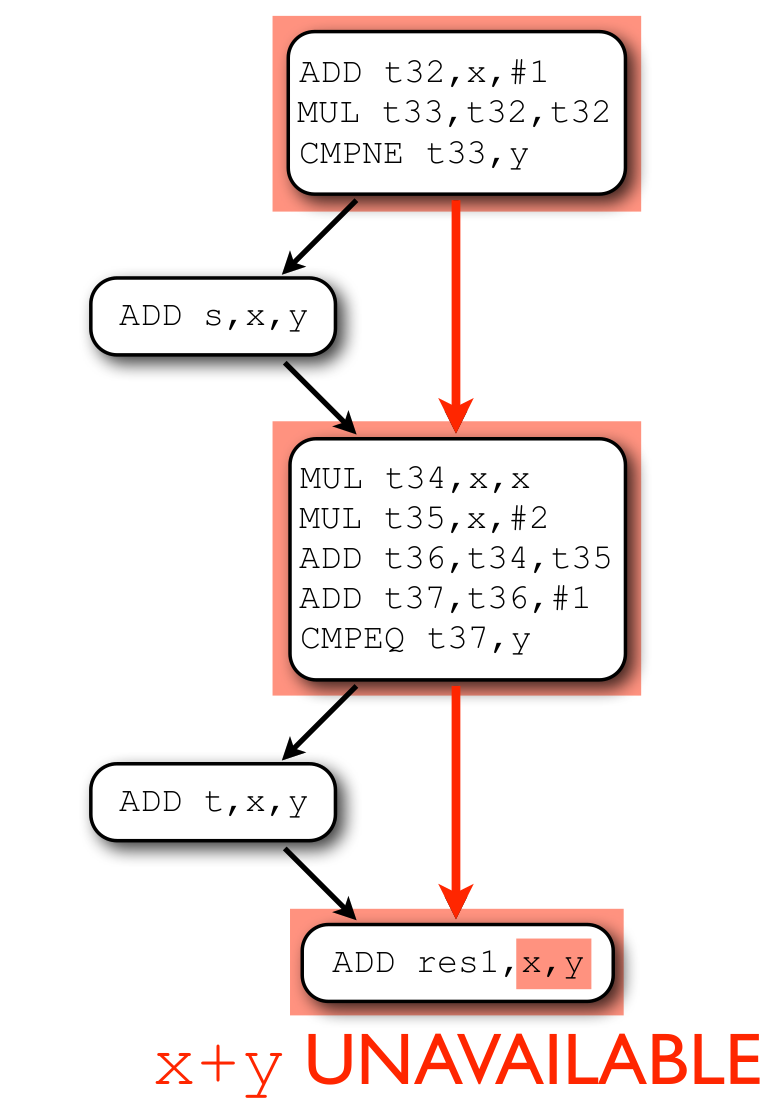 ADD t32,x,#1
MUL t33,t32,t32
CMPNE t33,y
ADD s,x,y
MUL t34,x,x
MUL t35,x,#2
ADD t36,t34,t35
ADD t37,t36,#1
CMPEQ t37,y
ADD t,x,y
ADD res1,x,y
x+y UNAVAILABLE